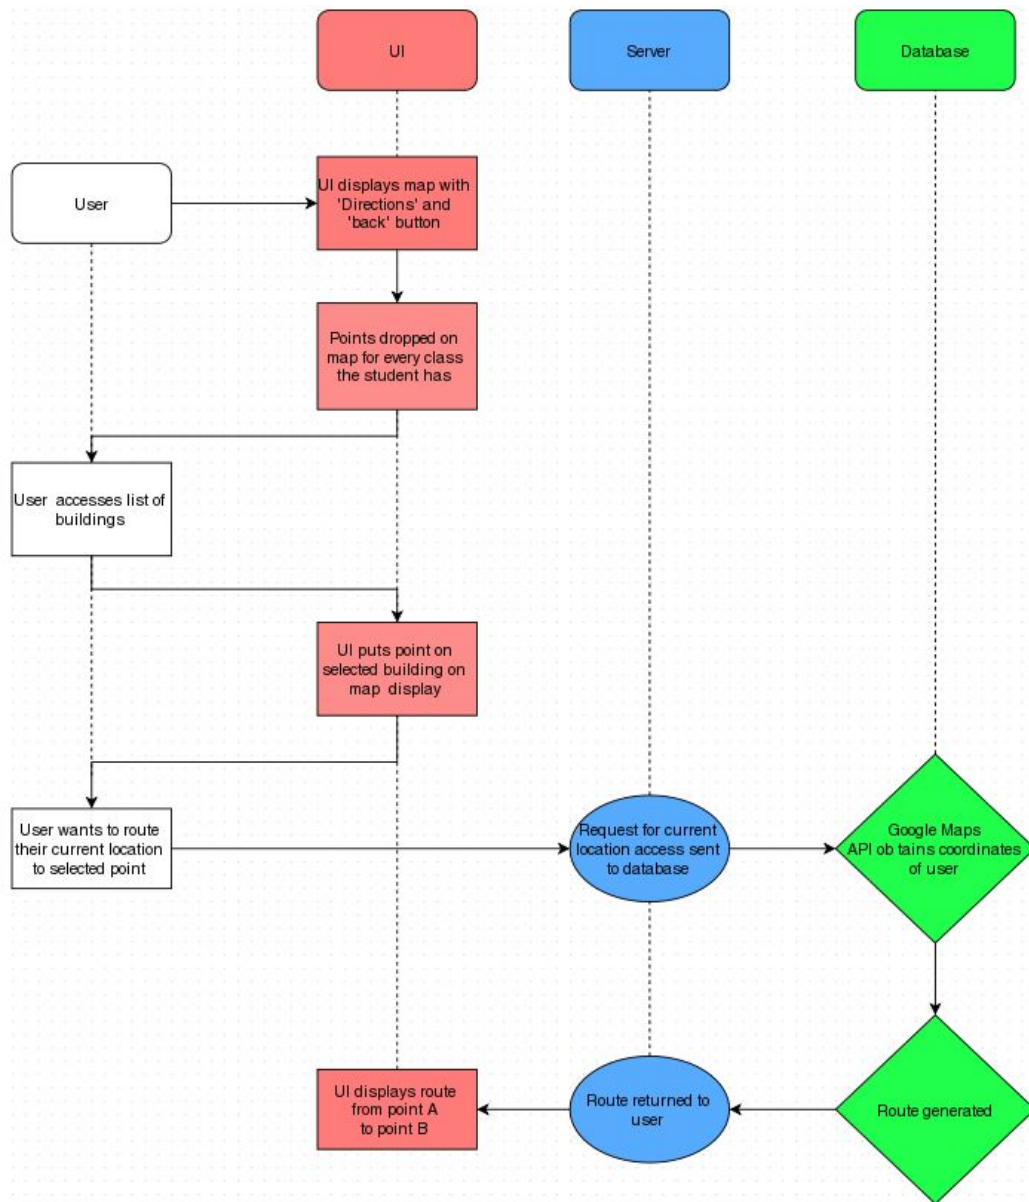 UI
Server
Database
User
UI displays map with
'Directions' and
'back' button
Points dropped on
map for every class
the student has
User accesses list of
buildings
UI puts point on
selected building on
map display
User wants to route
their current location
to selected point
Request for current
location access sent
to database
Google Maps
API ob tains coordinates
of user
UI displays route
from point A
to point B
Route returned to
user
Route generated